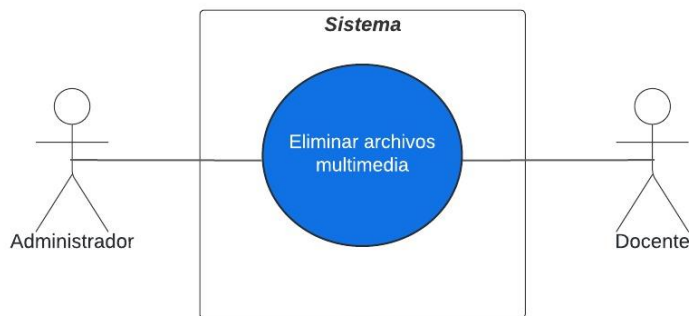 Sistema
Eliminar archivos
multimedia
Administrador
Docente